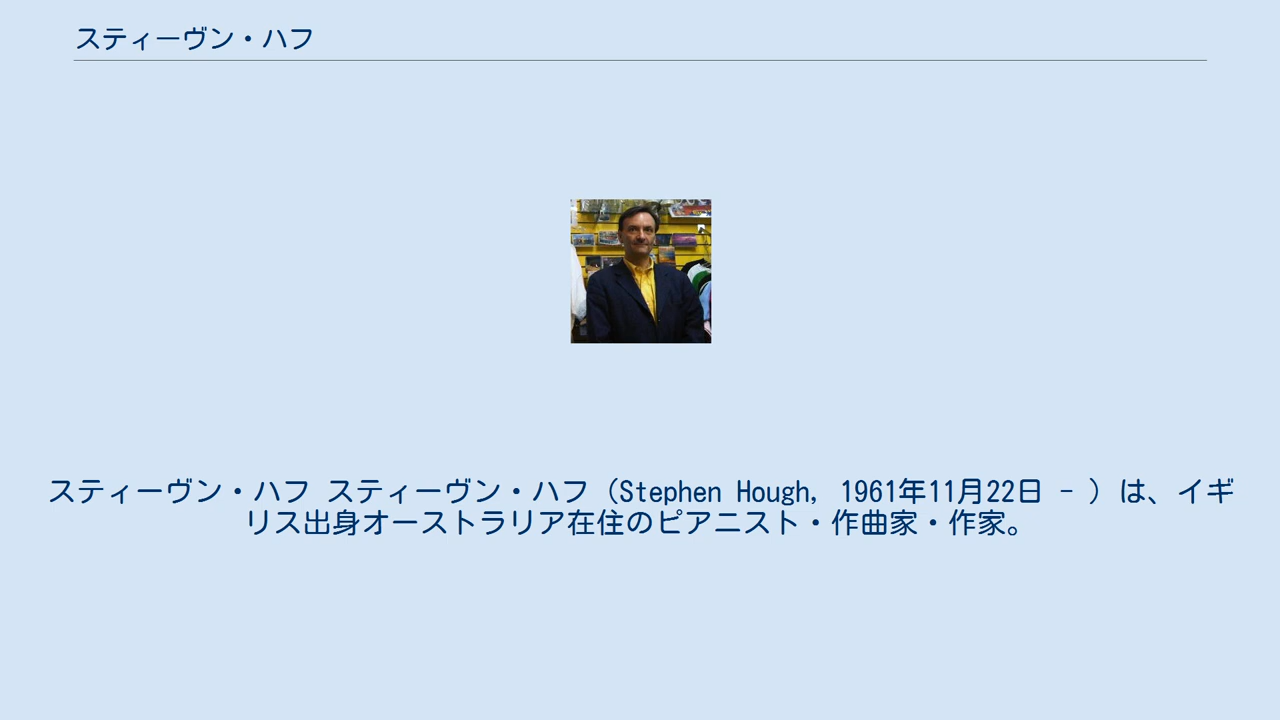 スティーヴン・ハフ
スティーヴン・ハフ スティーヴン・ハフ（Stephen Hough, 1961年11月22日 - ）は、イギ
リス出身オーストラリア在住のピアニスト・作曲家・作家。